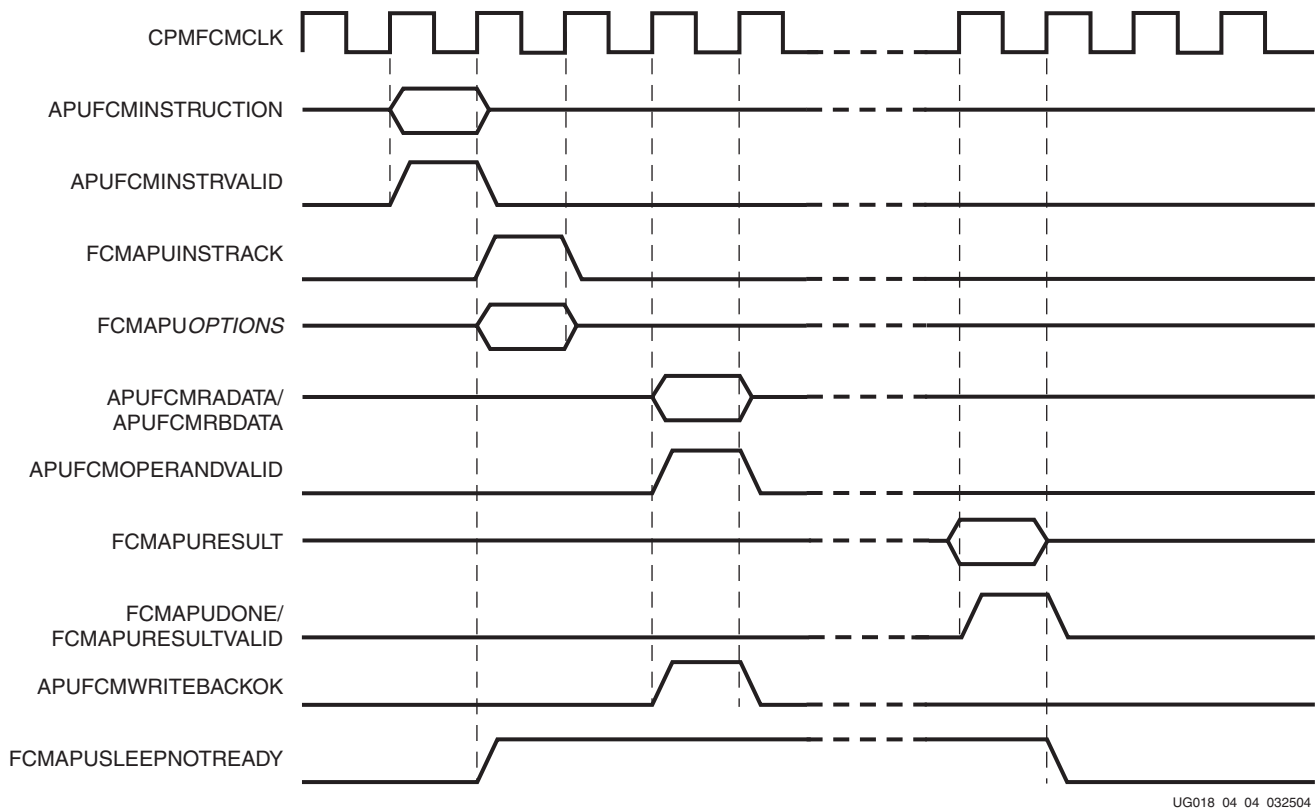 CPMFCMCLK
APUFCMINSTRUCTION
APUFCMINSTRVALID
FCMAPUINSTRACK
FCMAPUOPTIONS
APUFCMRADATA/
APUFCMRBDATA
APUFCMOPERANDVALID
FCMAPURESULT
FCMAPUDONE/
FCMAPURESULTVALID
APUFCMWRITEBACKOK
FCMAPUSLEEPNOTREADY
UG018_04_04_032504